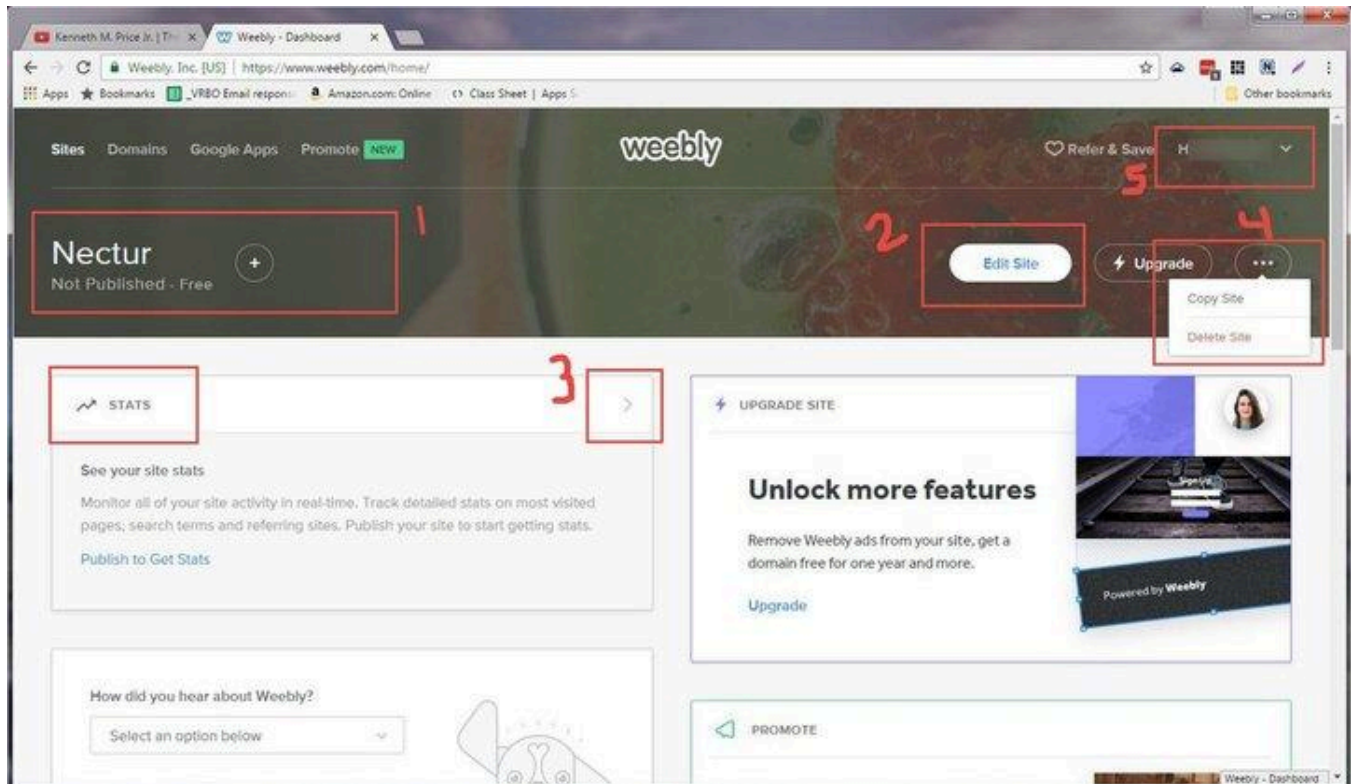 Kenneth M. Price Jr. | Th
Weebly - Dashboard
Weebly, Inc. [US] | https://www.weebly.com/home/
Apps Bookmarks _VRBO Email respons Amazon.com: Online Class Sheet | Apps S Other bookmarks
Sites Domains Google Apps Promote NEW weebly Refer & Save H
5
1 2 4
Nectur
Not Published - Free
+ Edit Site Upgrade ...
Copy Site
Delete Site
3
STATS
See your site stats
Monitor all of your site activity in real-time. Track detailed stats on most visited
pages, search terms and referring sites. Publish your site to start getting stats.
Publish to Get Stats
UPGRADE SITE
Unlock more features
Remove Weebly ads from your site, get a
domain free for one year and more.
Upgrade
Sign Up
Powered by Weebly
How did you hear about Weebly?
Select an option below
PROMOTE
Weebly - Dashboard